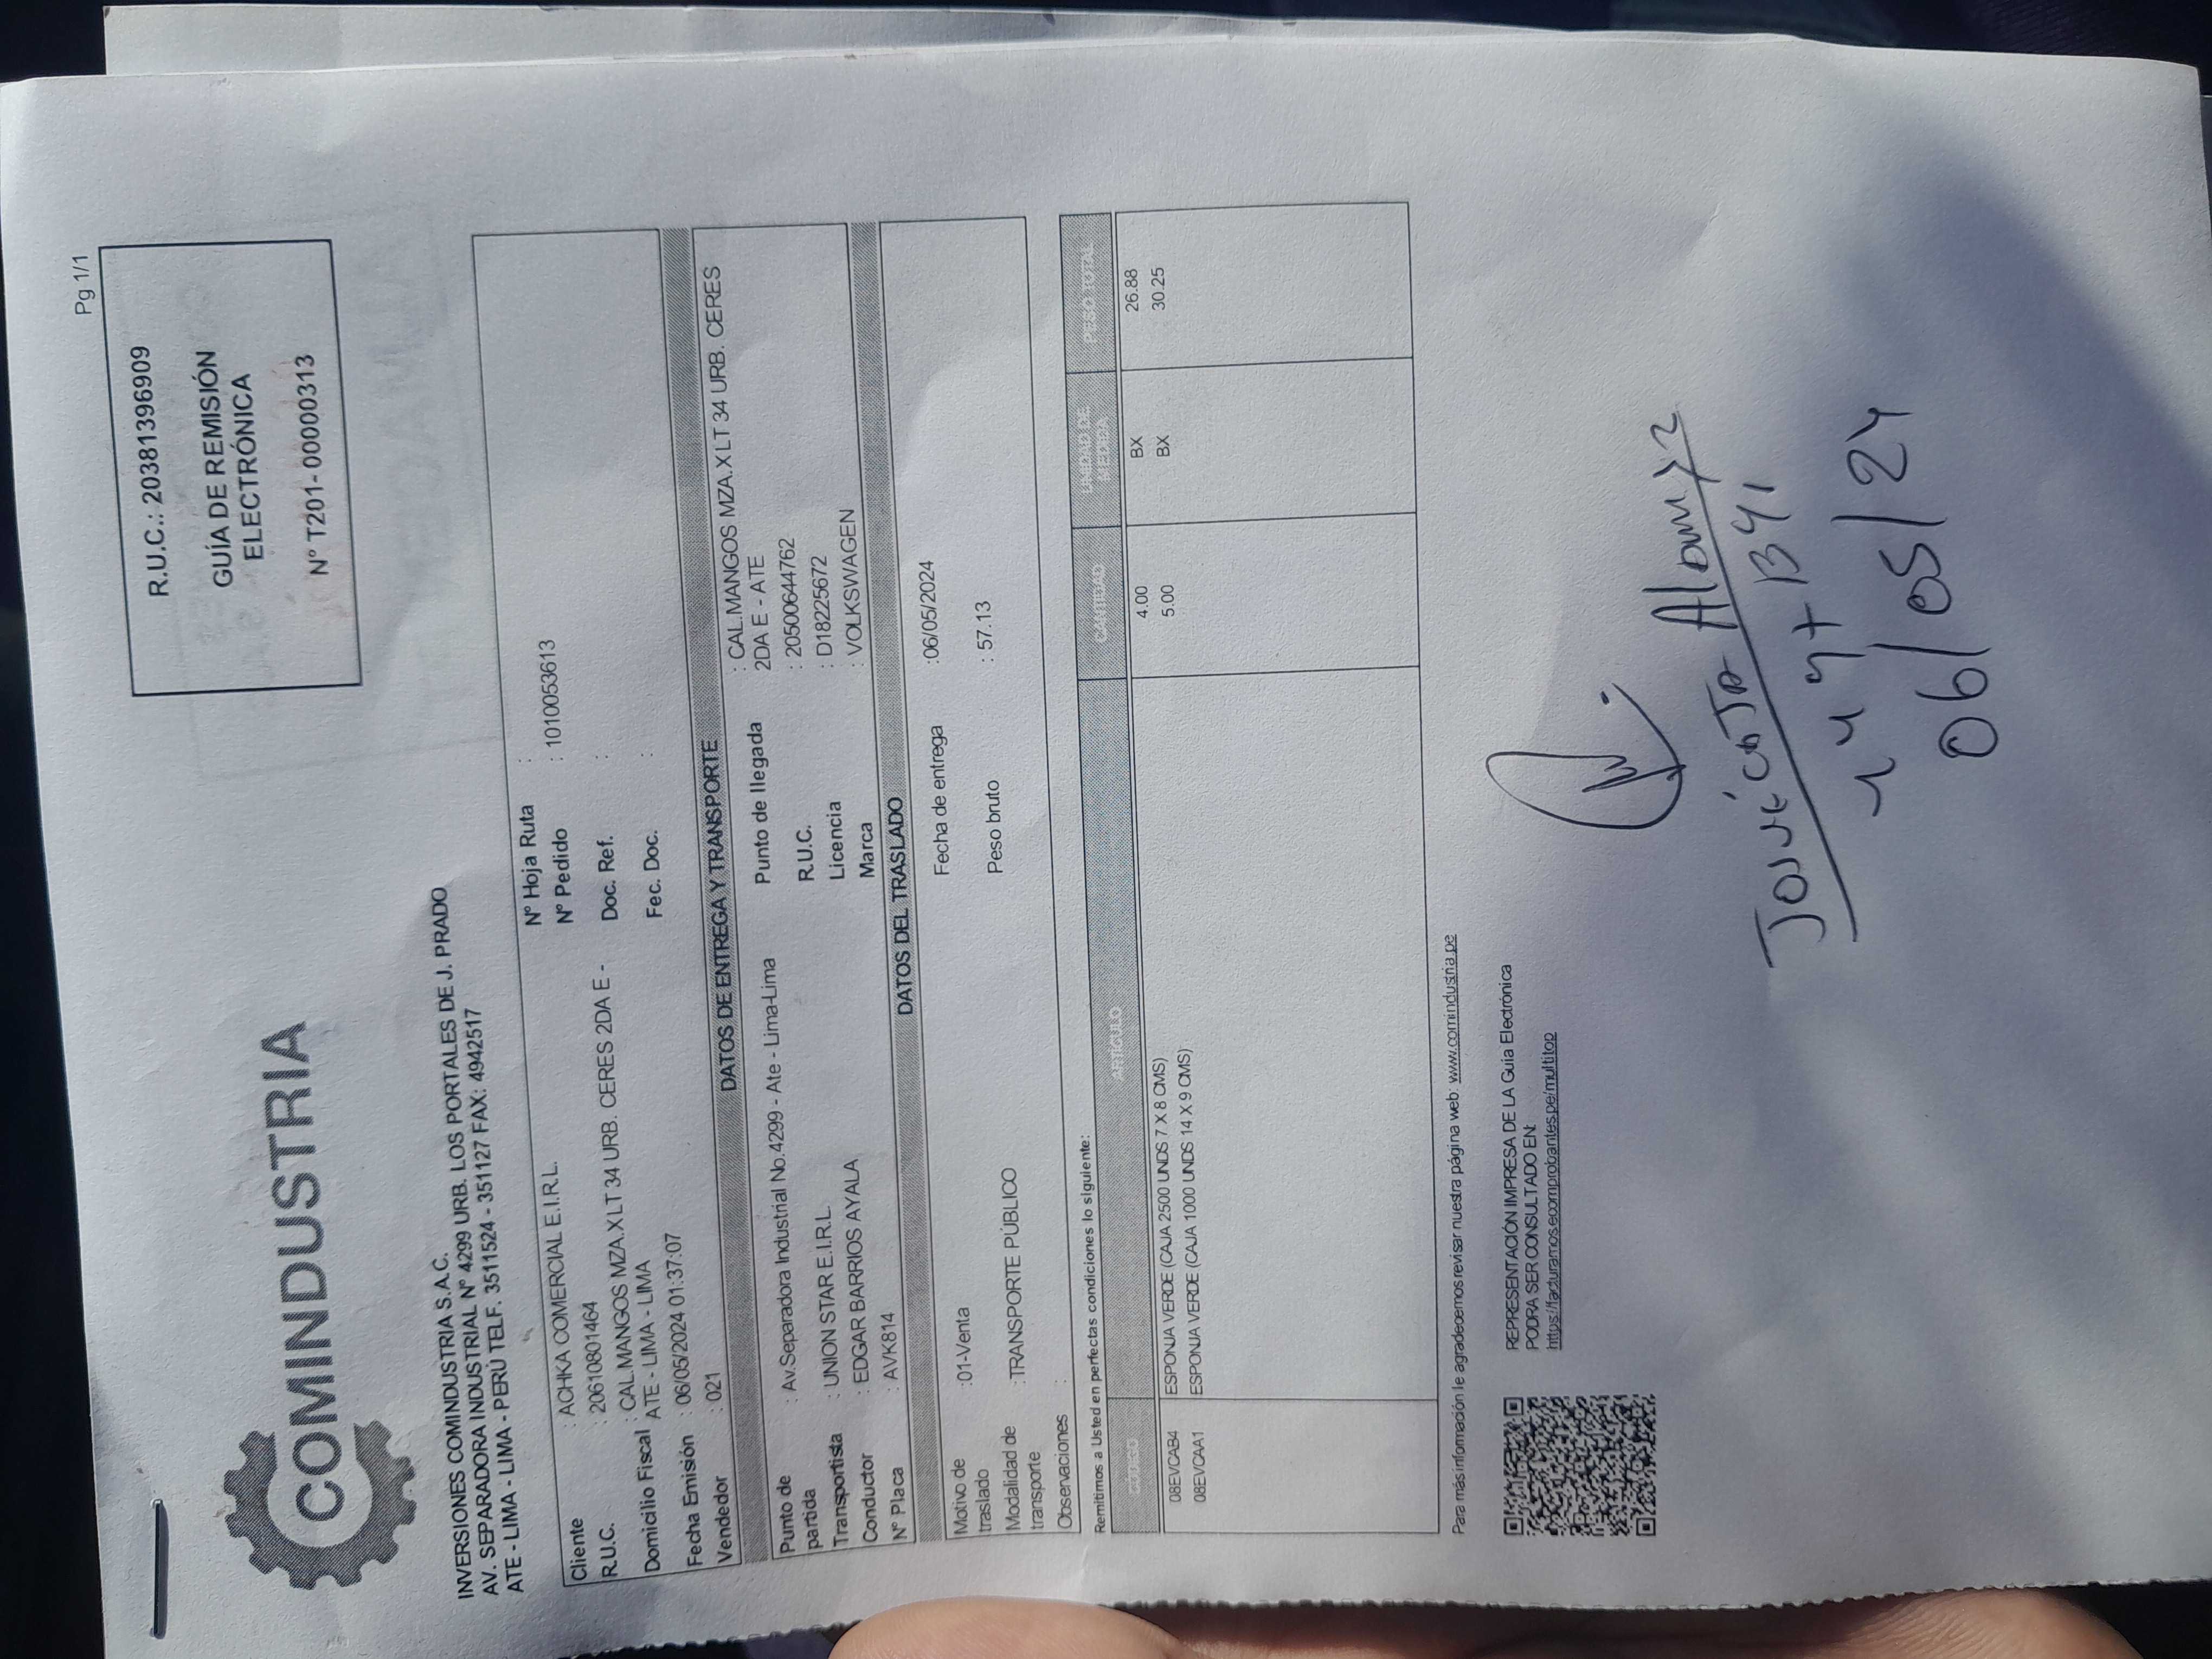 Pg 1/1
R.U.C.: 20381396909
GUÍA DE REMISIÓN
ELECTRÓNICA
Nº T201- 00000313
COMINDUSTRIA
INVERSIONES COMINDUSTRIA S.A.C.
AV. SEPARADORA INDUSTRIAL Nº 4299 URB. LOS PORTALES DE J. PRADO
ATE - LIMA - PERÚ TELF. 3511524 - 351127 FAX: 4942517
Cliente : ACHKA COMERCIAL E.I.R.L. Nº Hoja Ruta :
R.U.C. : 20610801464 Nº Pedido : 1010053613
Domicilio Fiscal : CAL.MANGOS MZA.X LT 34 URB. CERES 2DA E - Doc. Ref. :
ATE - LIMA - LIMA
Fecha Emisión : 06/05/2024 01:37:07 Fec. Doc. :
Vendedor : 021
DATOS DE ENTREGA Y TRANSPORTE
Punto de partida : Av.Separadora Industrial No.4299 - Ate - Lima-Lima Punto de llegada : CAL.MANGOS MZA.X LT 34 URB. CERES
2DA E - ATE
Transportista : UNION STAR E.I.R.L. R.U.C. : 20500644762
Conductor : EDGAR BARRIOS AYALA Licencia : D18225672
Nº Placa : AVK814 Marca : VOLKSWAGEN
DATOS DEL TRASLADO
Motivo de traslado :01-Venta Fecha de entrega :06/05/2024
Modalidad de transporte :TRANSPORTE PÚBLICO Peso bruto : 57.13
Observaciones :
Remitimos a Usted en perfectas condiciones lo siguiente:
CÓDIGO ARTÍCULO CANTIDAD UNIDAD DE MEDIDA PESO TOTAL
08EVCAB4 ESPONJA VERDE (CAJA 2500 UNDS 7 X 8 CMS) 4.00 BX 26.88
08EVCAA1 ESPONJA VERDE (CAJA 1000 UNDS 14 X 9 CMS) 5.00 BX 30.25
Para más información le agradecemos revisar nuestra página web: www.comindustria.pe
REPRESENTACIÓN IMPRESA DE LA Guía Electrónica
PODRA SER CONSULTADO EN:
https://facturamos.ecomprobantes.pe/multitop
06/05/24